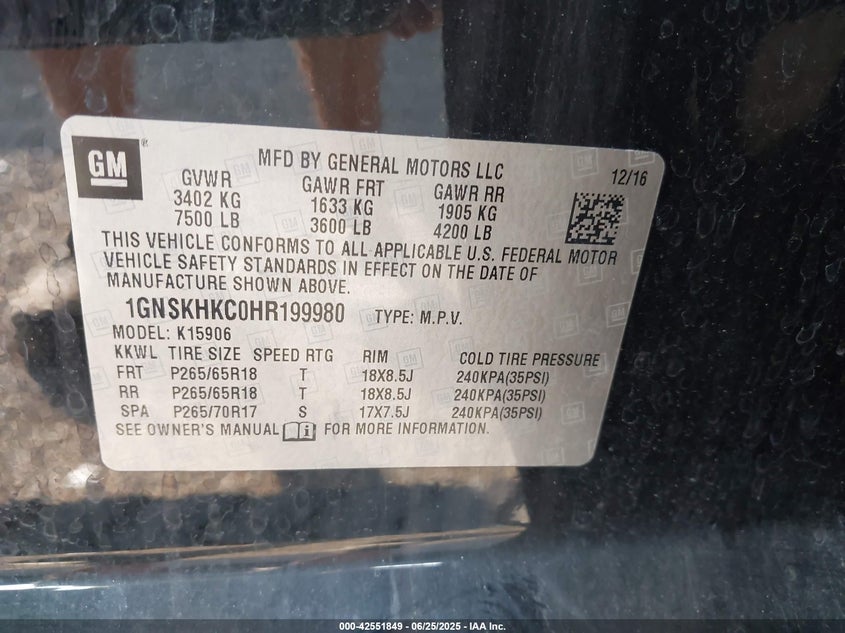 GM ®
MFD BY GENERAL MOTORS LLC
12/16
GVWR GAWR FRT GAWR RR
3402 KG 1633 KG 1905 KG
7500 LB 3600 LB 4200 LB
THIS VEHICLE CONFORMS TO ALL APPLICABLE U.S. FEDERAL MOTOR
VEHICLE SAFETY STANDARDS IN EFFECT ON THE DATE OF
MANUFACTURE SHOWN ABOVE.
1GNSKHKC0HR199980 TYPE: M.P.V.
MODEL: K15906
KKWL TIRE SIZE SPEED RTG RIM COLD TIRE PRESSURE
FRT P265/65R18 T 18X8.5J 240KPA(35PSI)
RR P265/65R18 T 18X8.5J 240KPA(35PSI)
SPA P265/70R17 S 17X7.5J 240KPA(35PSI)
SEE OWNER'S MANUAL FOR MORE INFORMATION.
000-42551849 - 06/25/2025 - IAA Inc.